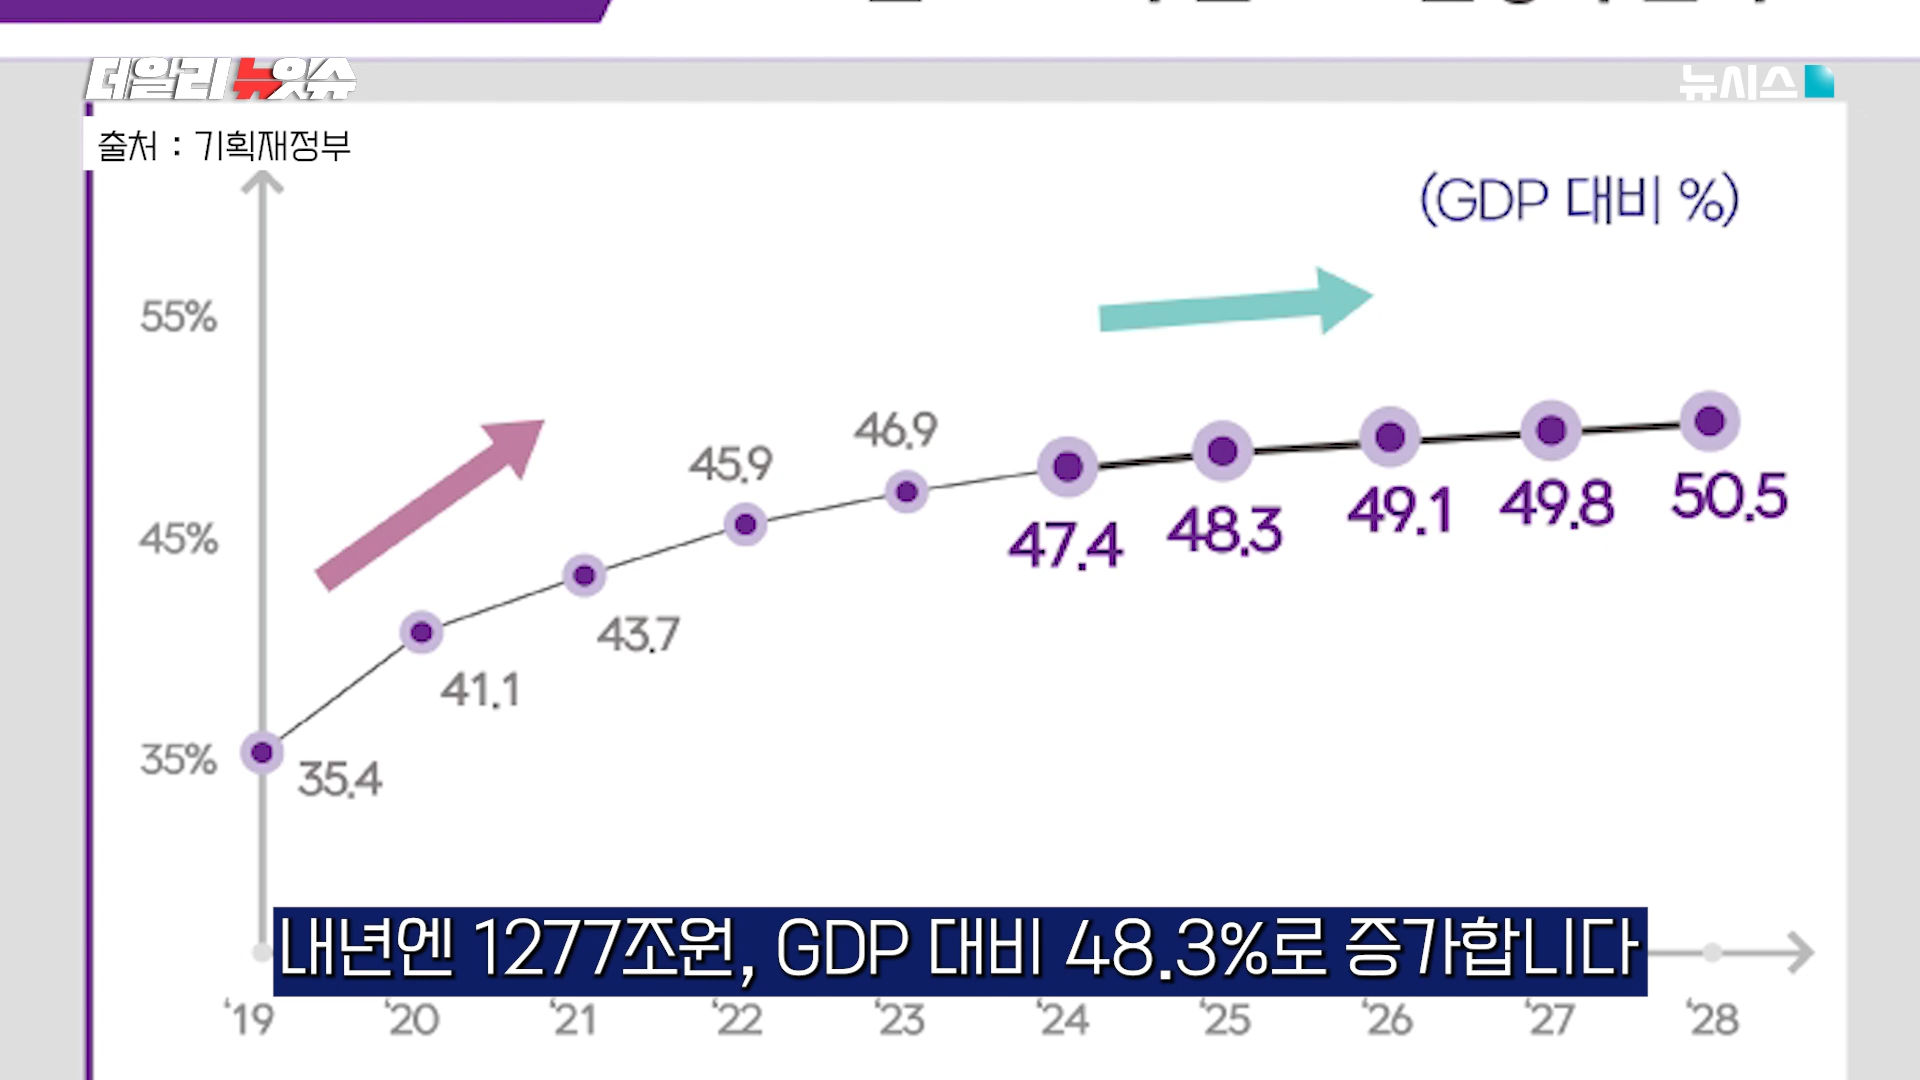 데일리 뉴잇슈
뉴시스
출처 : 기획재정부
(GDP 대비 %)
55%
45%
35%
35.4
41.1
43.7
45.9
46.9
47.4
48.3
49.1
49.8
50.5
내년엔 1277조원, GDP 대비 48.3%로 증가합니다
‘19 ‘20 ‘21 ‘22 ‘23 ‘24 ‘25 ‘26 ‘27 ‘28